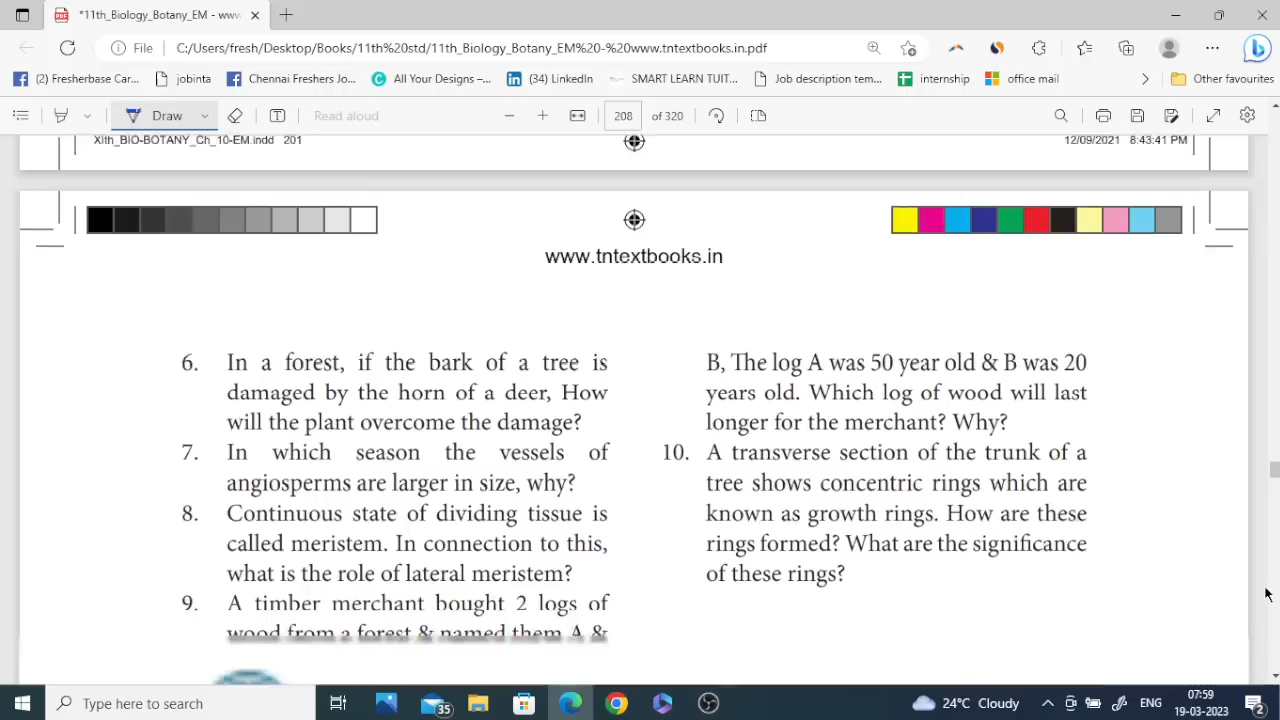 *11th_Biology_Botany_EM - www
File
C:/Users/fresh/Desktop/Books/11th%20std/11th_Biology_Botany_EM%20-%20www.tntextbooks.in.pdf
(2) Fresherbase Car...
jobinta
Chennai Freshers Jo...
All Your Designs –...
(34) LinkedIn
SMART LEARN TUIT...
Job description tem...
internship
office mail
Other favourites
Draw
Read aloud
208
of 320
XIth_BIO-BOTANY_Ch_10-EM.indd 201
12/09/2021 8:43:41 PM
www.tntextbooks.in
6. In a forest, if the bark of a tree is
damaged by the horn of a deer, How
will the plant overcome the damage?
7. In which season the vessels of
angiosperms are larger in size, why?
8. Continuous state of dividing tissue is
called meristem. In connection to this,
what is the role of lateral meristem?
9. A timber merchant bought 2 logs of
wood from a forest & named them A &
B, The log A was 50 year old & B was 20
years old. Which log of wood will last
longer for the merchant? Why?
10. A transverse section of the trunk of a
tree shows concentric rings which are
known as growth rings. How are these
rings formed? What are the significance
of these rings?
Type here to search
35
24°C Cloudy
ENG
07:59
19-03-2023
2